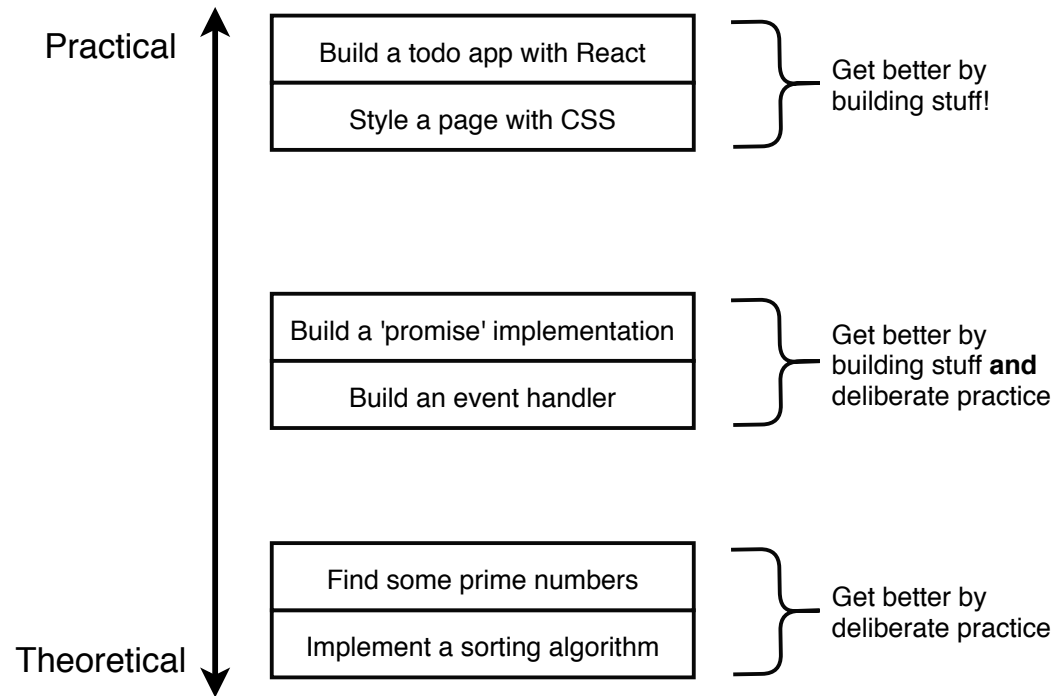 Practical
Build a todo app with React
Style a page with CSS
Get better by
building stuff!
Build a 'promise' implementation
Build an event handler
Get better by
building stuff and
deliberate practice
Find some prime numbers
Implement a sorting algorithm
Get better by
deliberate practice
Theoretical